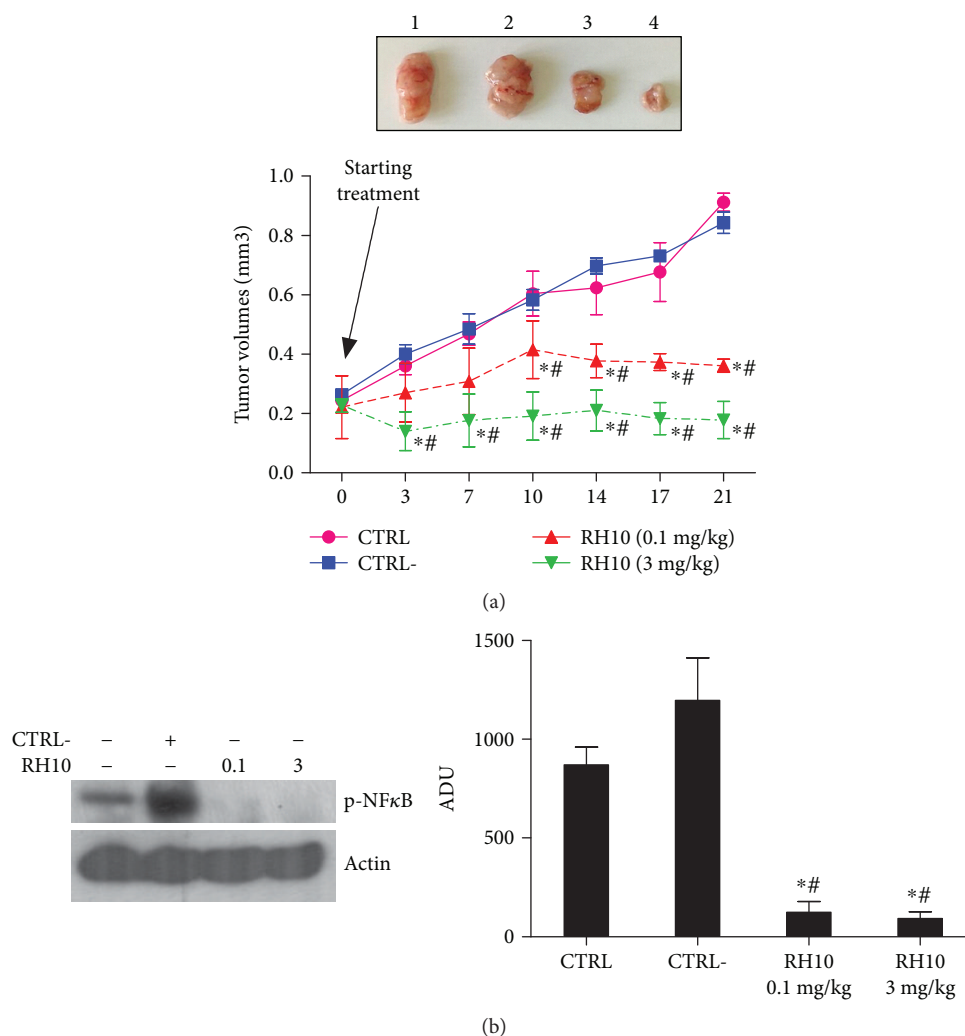 1 2 3 4
Starting
treatment
Tumor volumes (mm3)
1.0
0.8
0.6
0.4
0.2
0.0
*# *# *# *#
*# *# *# *# *# *#
0 3 7 10 14 17 21
CTRL RH10 (0.1 mg/kg)
CTRL- RH10 (3 mg/kg)
(a)
CTRL- – + – –
RH10 – – 0.1 3
p-NFκB
Actin
ADU
1500
1000
500
0
*# *#
CTRL CTRL- RH10 RH10
0.1 mg/kg 3 mg/kg
(b)